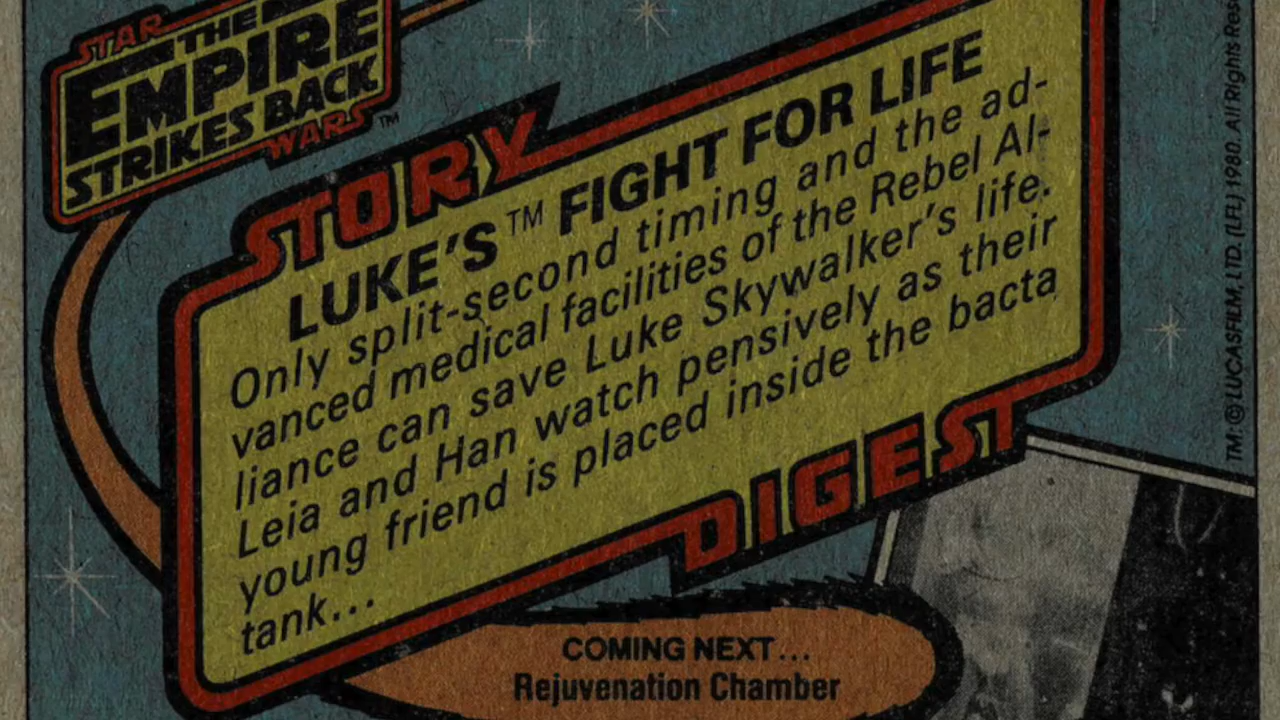 STAR
THE
EMPIRE
STRIKES BACK
WARS™
STORY
LUKE'S™ FIGHT FOR LIFE
Only split-second timing and the ad-
vanced medical facilities of the Rebel Al-
liance can save Luke Skywalker's life.
Leia and Han watch pensively as their
young friend is placed inside the bacta
tank...
DIGEST
COMING NEXT...
Rejuvenation Chamber
TM: © LUCASFILM, LTD. (LFL) 1980. All Rights